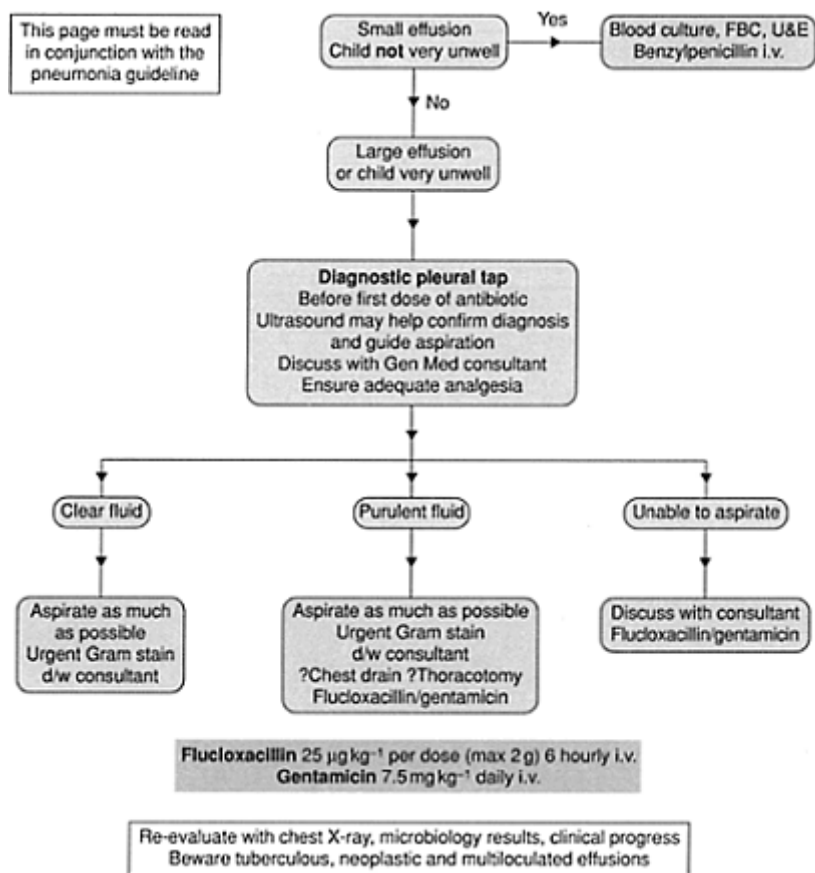 This page must be read
in conjunction with the
pneumonia guideline
Small effusion
Child not very unwell
Yes
Blood culture, FBC, U&E
Benzylpenicillin i.v.
No
Large effusion
or child very unwell
Diagnostic pleural tap
Before first dose of antibiotic
Ultrasound may help confirm diagnosis
and guide aspiration
Discuss with Gen Med consultant
Ensure adequate analgesia
Clear fluid
Purulent fluid
Unable to aspirate
Aspirate as much
as possible
Urgent Gram stain
d/w consultant
Aspirate as much as possible
Urgent Gram stain
d/w consultant
?Chest drain ?Thoracotomy
Flucloxacillin/gentamicin
Discuss with consultant
Flucloxacillin/gentamicin
Flucloxacillin 25 μg kg⁻¹ per dose (max 2 g) 6 hourly i.v.
Gentamicin 7.5 mg kg⁻¹ daily i.v.
Re-evaluate with chest X-ray, microbiology results, clinical progress
Beware tuberculous, neoplastic and multiloculated effusions